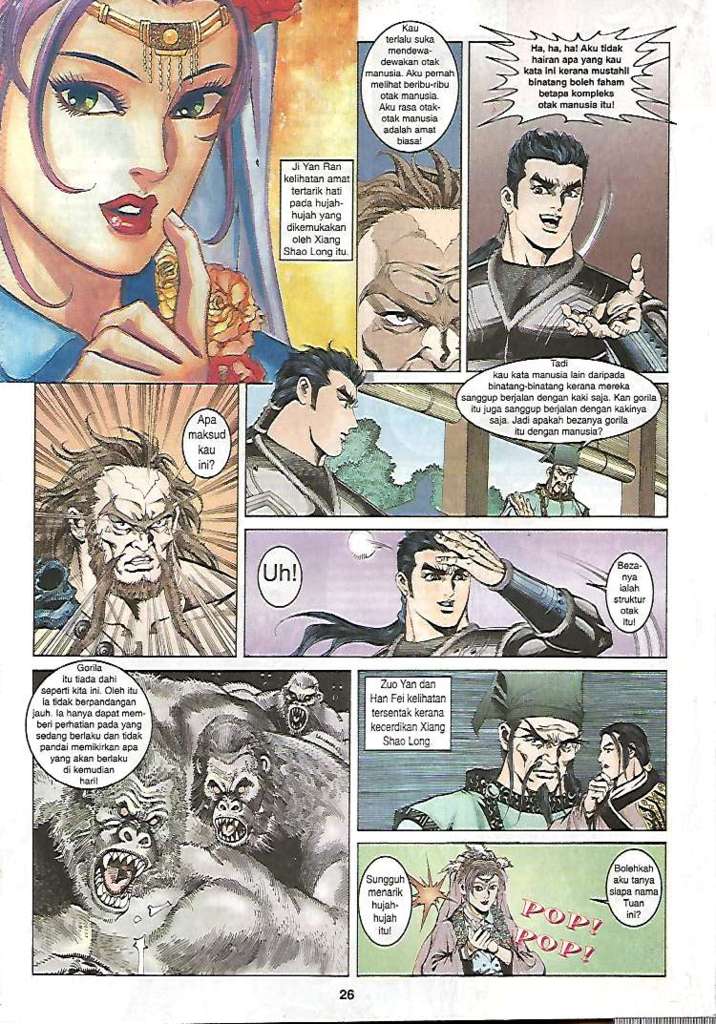 Kau
terlalu suka
mendewa-
dewakan otak
manusia. Aku pernah
melihat beribu-ribu
otak manusia.
Aku rasa otak-
otak manusia
adalah amat
biasa!
Ha, ha, ha! Aku tidak
hairan apa yang kau
kata ini kerana mustahil
binatang boleh faham
betapa kompleks
otak manusia itu!
Ji Yan Ran
kelihatan amat
tertarik hati
pada hujah-
hujah yang
dikemukakan
oleh Xiang
Shao Long itu.
Apa
maksud
kau
ini?
Tadi
kau kata manusia lain daripada
binatang-binatang kerana mereka
sanggup berjalan dengan kaki saja. Kan gorila
itu juga sanggup berjalan dengan kakinya
saja. Jadi apakah bezanya gorila
itu dengan manusia?
Uh!
Beza-
nya ialah
struktur
otak
itu!
Gorila
itu tiada dahi
seperti kita ini. Oleh itu
Ia tidak berpandangan
jauh. Ia hanya dapat mem-
beri perhatian pada yang
sedang berlaku dan tidak
pandai memikirkan apa
yang akan berlaku
di kemudian
hari!
Zuo Yan dan
Han Fei kelihatan
tersentak kerana
kecerdikan Xiang
Shao Long
Sungguh
menarik
hujah-
hujah
itu!
POP!
POP!
Bolehkah
aku tanya
siapa nama
Tuan
ini?
26